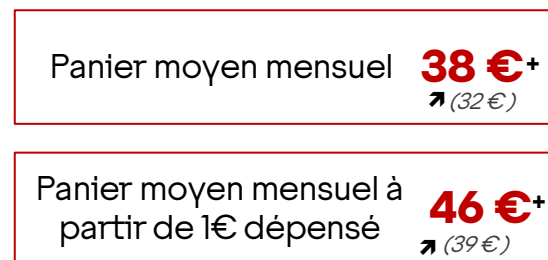 Panier moyen mensuel 38 €+
(32 €)
Panier moyen mensuel à
partir de 1€ dépensé 46 €+
(39 €)